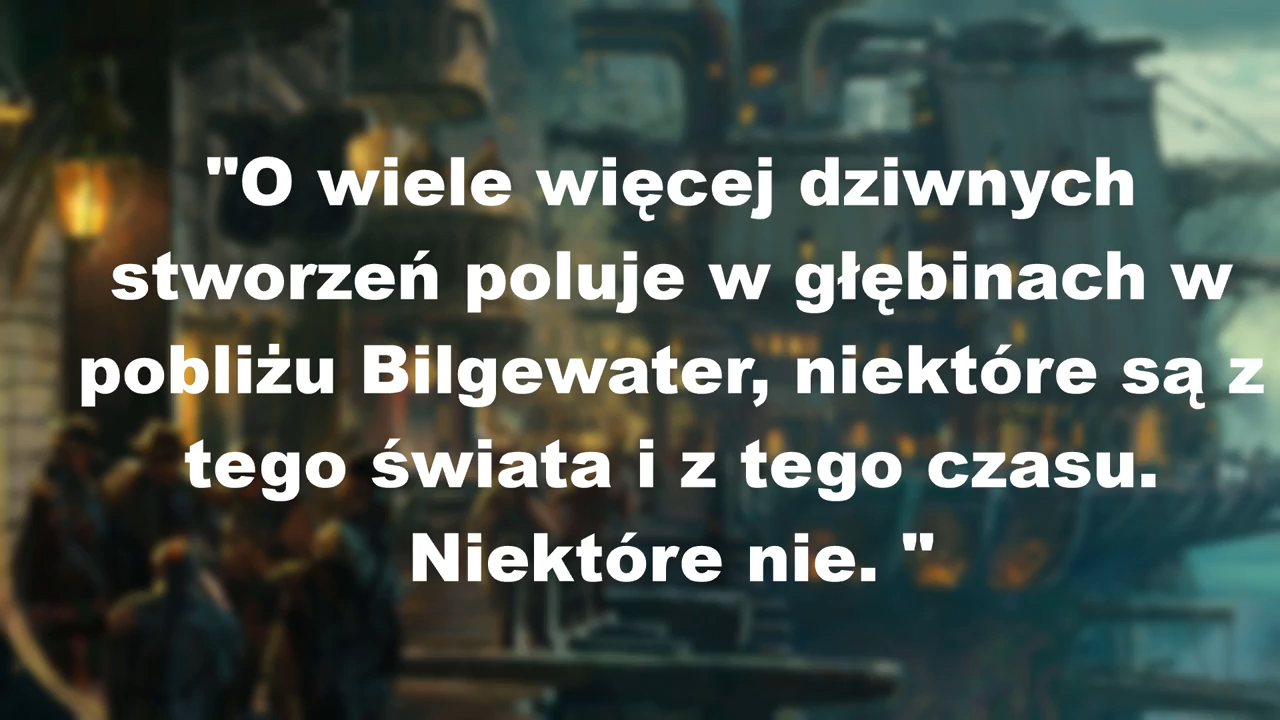 "O wiele więcej dziwnych
stworzeń poluje w głębinach w
pobliżu Bilgewater, niektóre są z
tego świata i z tego czasu.
Niektóre nie. "